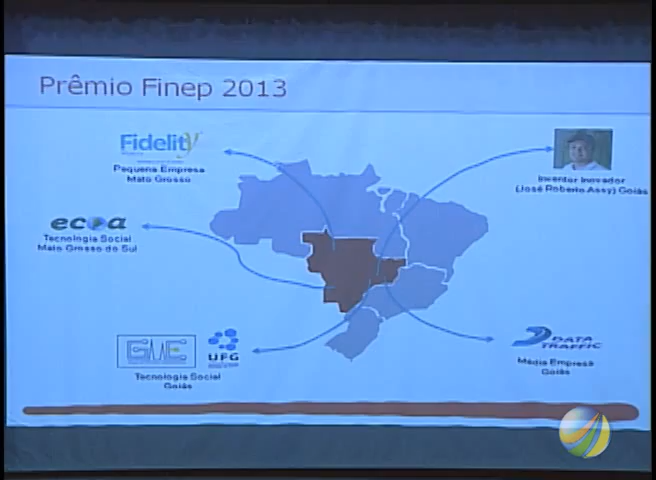 Prêmio Finep 2013
Fidelity
Pequena Empresa
Mato Grosso
Inventor Inovador
(José Roberto Assy) Goiás
ecoa
Tecnologia Social
Mato Grosso do Sul
UFG
Tecnologia Social
Goiás
DATA
TRAFFIC
Média Empresa
Goiás